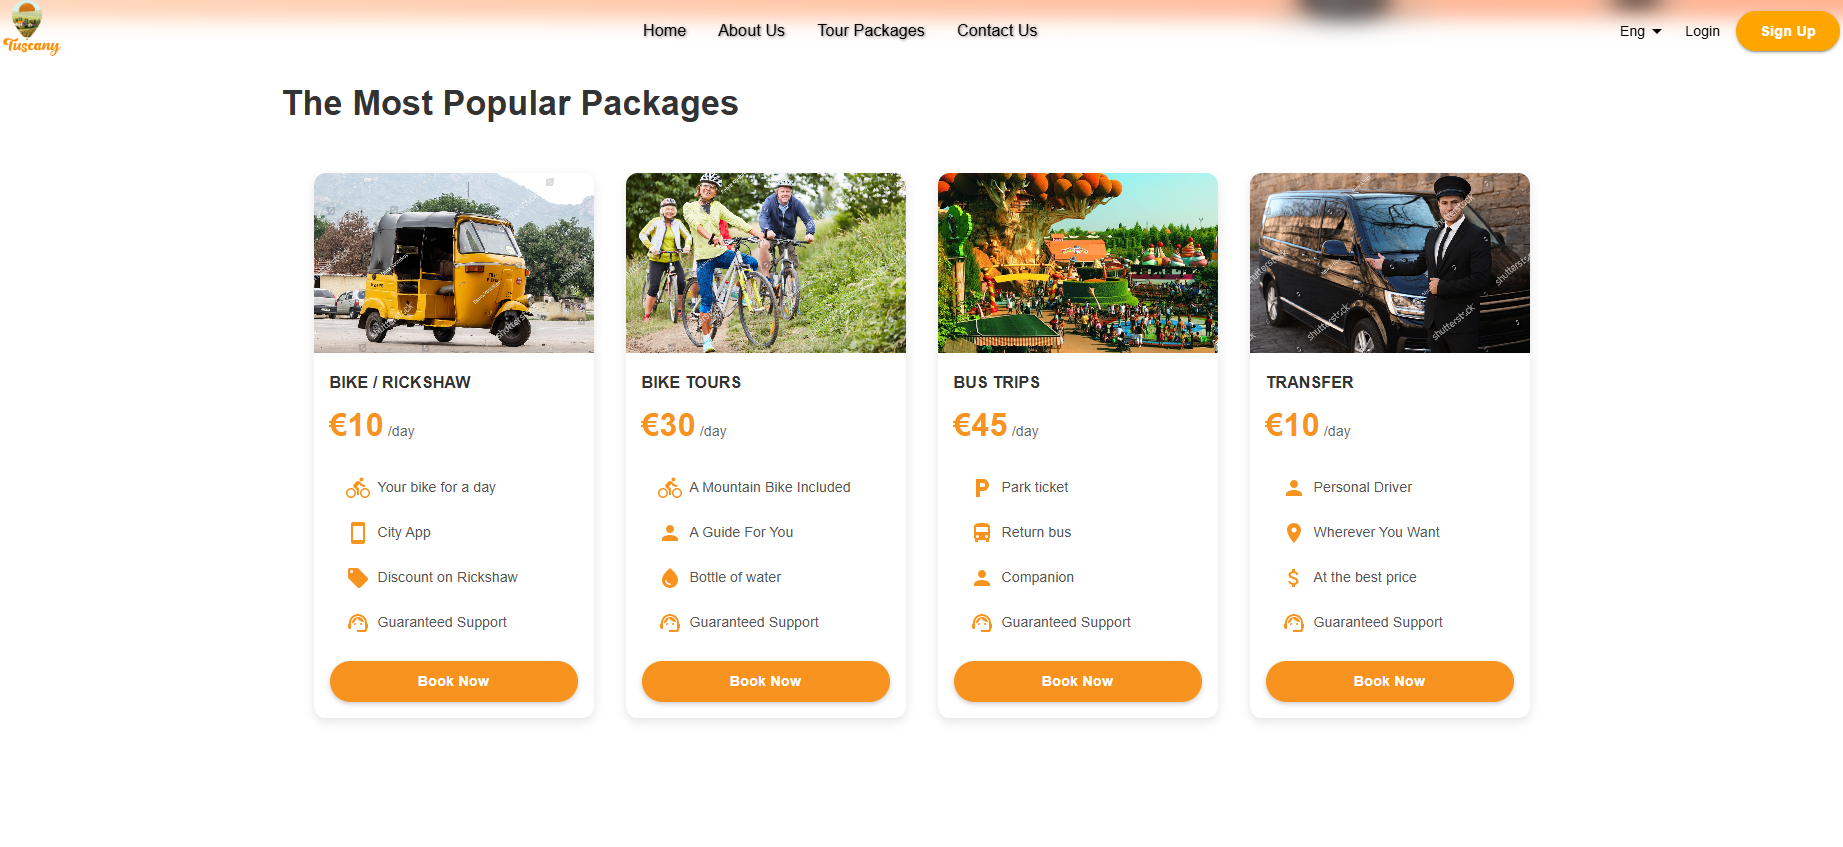 Tuscany
Home About Us Tour Packages Contact Us
Eng Login Sign Up
The Most Popular Packages
BIKE / RICKSHAW
€10 /day
Your bike for a day
City App
Discount on Rickshaw
Guaranteed Support
Book Now
BIKE TOURS
€30 /day
A Mountain Bike Included
A Guide For You
Bottle of water
Guaranteed Support
Book Now
BUS TRIPS
€45 /day
Park ticket
Return bus
Companion
Guaranteed Support
Book Now
shutterstock
shutterstock
TRANSFER
€10 /day
Personal Driver
Wherever You Want
At the best price
Guaranteed Support
Book Now